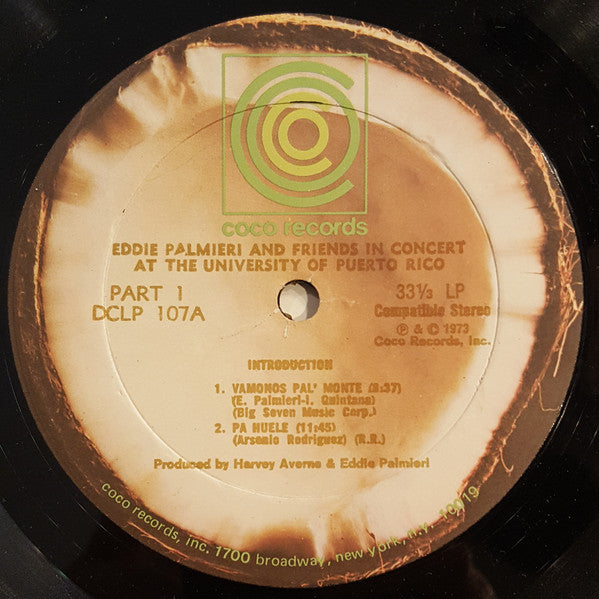 coco records
EDDIE PALMIERI AND FRIENDS IN CONCERT
AT THE UNIVERSITY OF PUERTO RICO
PART 1
DCLP 107A
33⅓ LP
Compatible Stereo
℗ & © 1973
Coco Records, Inc.
INTRODUCTION
1. VAMONOS PAL' MONTE (8:37)
(E. Palmieri-I. Quintana)
(Big Seven Music Corp.)
2. PA HUELE (11:45)
(Arsenio Rodriguez) (R.R.)
Produced by Harvey Averne & Eddie Palmieri
coco records, inc. 1700 broadway, new york, n.y. 10019